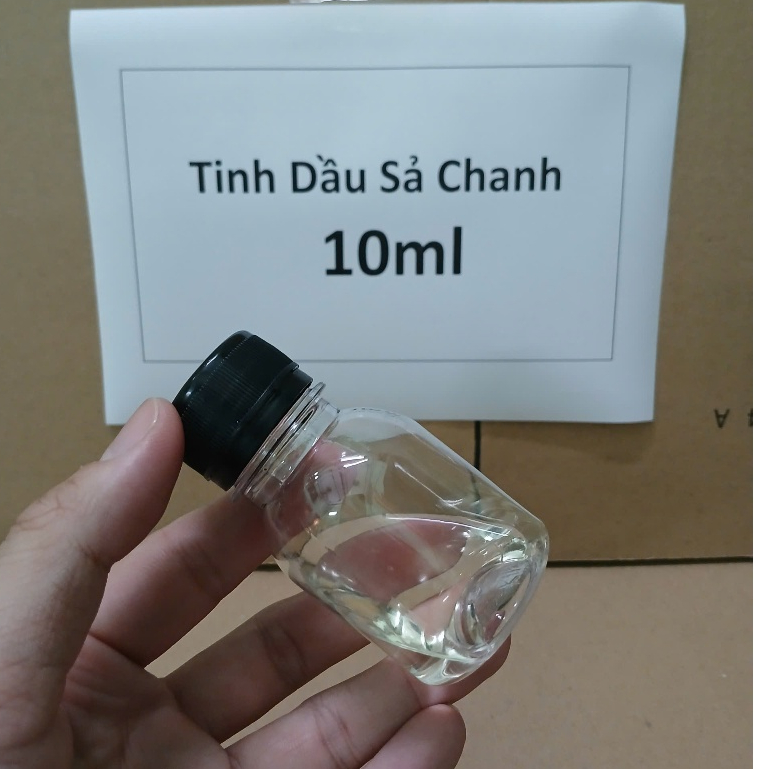 Tinh Dầu Sả Chanh
10ml